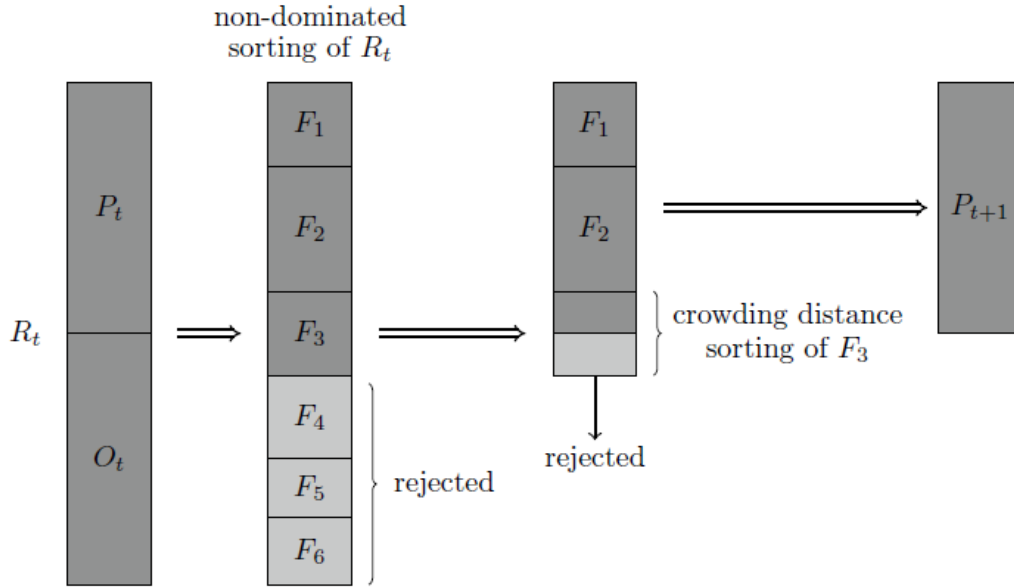 non-dominated
sorting of $R_t$
$P_t$
$R_t$
$O_t$
$F_1$
$F_2$
$F_3$
$F_4$
$F_5$
$F_6$
rejected
$F_1$
$F_2$
crowding distance
sorting of $F_3$
rejected
$P_{t+1}$